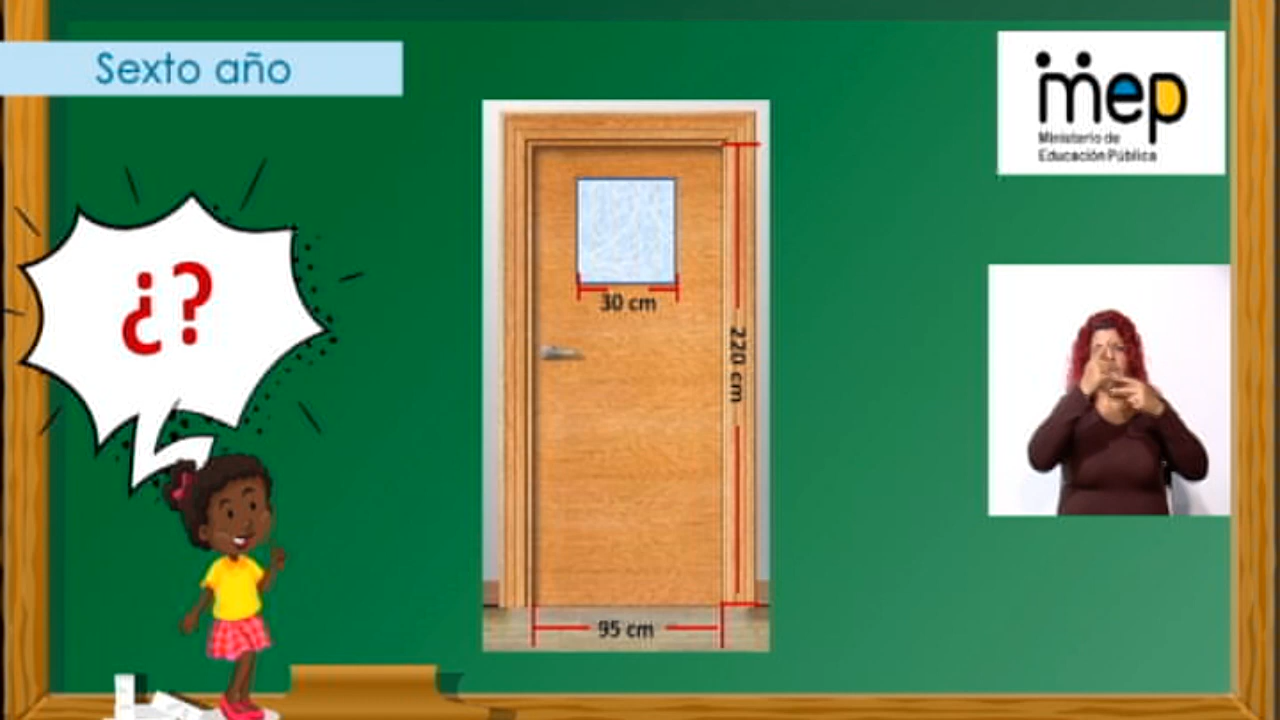 Sexto año
mep
Ministerio de
Educación Pública
¿?
30 cm
220 cm
95 cm